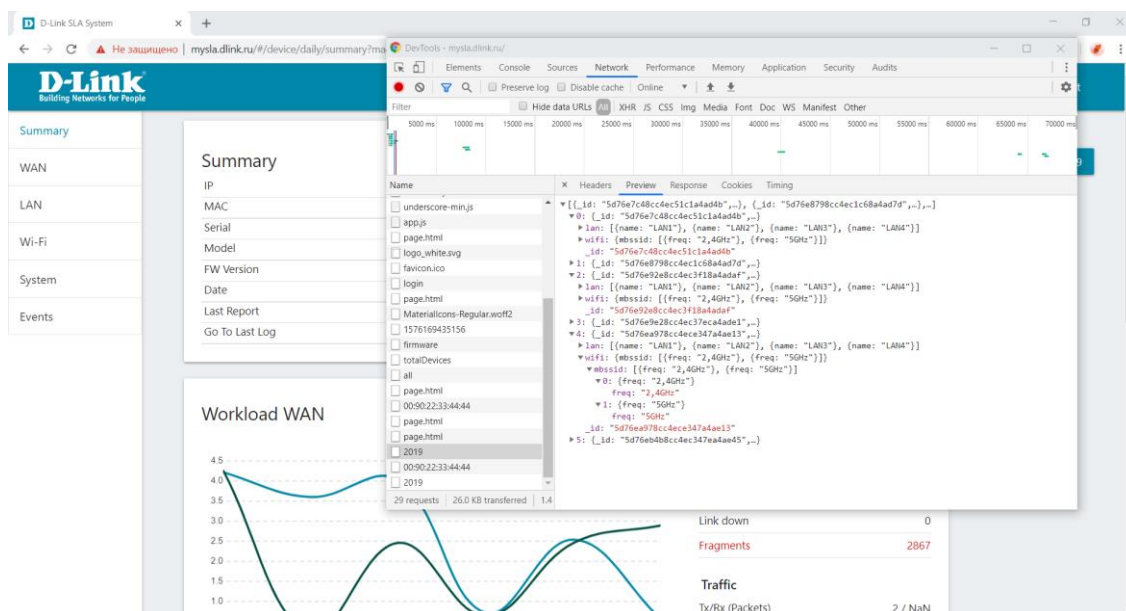 D-Link SLA System
Не защищено | mysla.dlink.ru/#/device/daily/summary?ma
D-Link
Building Networks for People
Summary
WAN
LAN
Wi-Fi
System
Events
Summary
IP
MAC
Serial
Model
FW Version
Date
Last Report
Go To Last Log
Workload WAN
4.5
4.0
3.5
3.0
2.5
2.0
1.5
1.0
DevTools - mysla.dlink.ru/
Elements Console Sources Network Performance Memory Application Security Audits
Preserve log Disable cache Online
Filter Hide data URLs All XHR JS CSS Img Media Font Doc WS Manifest Other
5000 ms 10000 ms 15000 ms 20000 ms 25000 ms 30000 ms 35000 ms 40000 ms 45000 ms 50000 ms 55000 ms 60000 ms 65000 ms 70000 ms
Name
underscore-min.js
app.js
page.html
logo_white.svg
favicon.ico
login
page.html
MaterialIcons-Regular.woff2
1576169435156
firmware
totalDevices
all
page.html
00:90:22:33:44:44
page.html
page.html
2019
00:90:22:33:44:44
2019
29 requests 26.0 KB transferred 1.4
Headers Preview Response Cookies Timing
[{_id: "5d76e7c48cc4ec51c1a4ad4b",…}, {_id: "5d76e8798cc4ec1c68a4ad7d",…},…]
0: {_id: "5d76e7c48cc4ec51c1a4ad4b",…}
lan: [{name: "LAN1"}, {name: "LAN2"}, {name: "LAN3"}, {name: "LAN4"}]
wifi: {mbssid: [{freq: "2,4GHz"}, {freq: "5GHz"}]}
_id: "5d76e7c48cc4ec51c1a4ad4b"
1: {_id: "5d76e8798cc4ec1c68a4ad7d",…}
2: {_id: "5d76e92e8cc4ec3f18a4adaf",…}
lan: [{name: "LAN1"}, {name: "LAN2"}, {name: "LAN3"}, {name: "LAN4"}]
wifi: {mbssid: [{freq: "2,4GHz"}, {freq: "5GHz"}]}
_id: "5d76e92e8cc4ec3f18a4adaf"
3: {_id: "5d76e9e28cc4ec37eca4ade1",…}
4: {_id: "5d76ea978cc4ece347a4ae13",…}
lan: [{name: "LAN1"}, {name: "LAN2"}, {name: "LAN3"}, {name: "LAN4"}]
wifi: {mbssid: [{freq: "2,4GHz"}, {freq: "5GHz"}]}
mbssid: [{freq: "2,4GHz"}, {freq: "5GHz"}]
0: {freq: "2,4GHz"}
freq: "2,4GHz"
1: {freq: "5GHz"}
freq: "5GHz"
_id: "5d76ea978cc4ece347a4ae13"
5: {_id: "5d76eb4b8cc4ec347ea4ae45",…}
Link down 0
Fragments 2867
Traffic
Tx/Rx (Packets) 2 / NaN